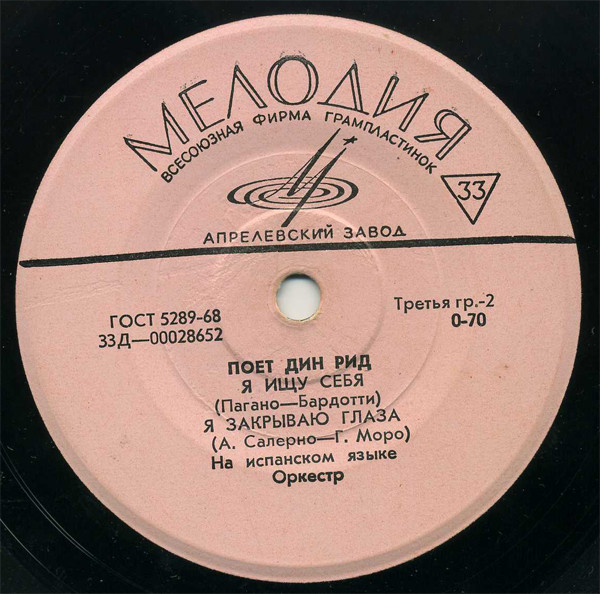 МЕЛОДИЯ
ВСЕСОЮЗНАЯ ФИРМА ГРАМПЛАСТИНОК
33
АПРЕЛЕВСКИЙ ЗАВОД
ГОСТ 5289-68
33Д—00028652
Третья гр.-2
0-70
ПОЕТ ДИН РИД
Я ИЩУ СЕБЯ
(Пагано—Бардотти)
Я ЗАКРЫВАЮ ГЛАЗА
(А. Салерно—Г. Моро)
На испанском языке
Оркестр